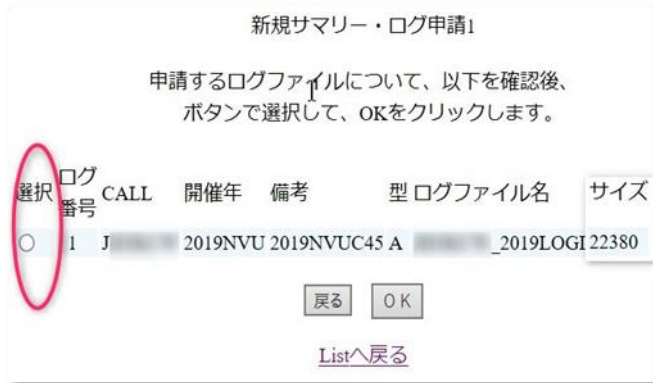 新規サマリー・ログ申請1
申請するログファイルについて、以下を確認後、
ボタンで選択して、OKをクリックします。
選択 ログ番号 CALL 開催年 備考 型 ログファイル名 サイズ
1 J 2019NVU 2019NVUC45 A _2019LOGI 22380
戻る OK
Listへ戻る